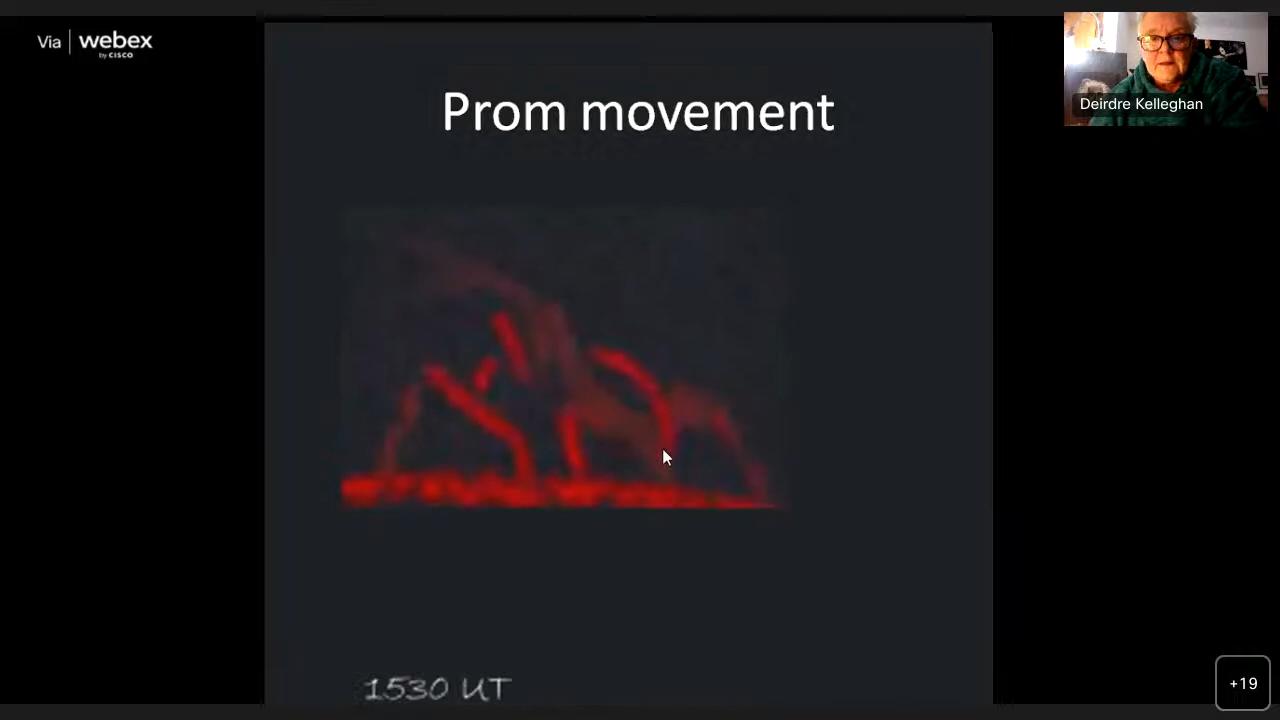 Via webex
by CISCO
Prom movement
Deirdre Kelleghan
1530 UT
+19